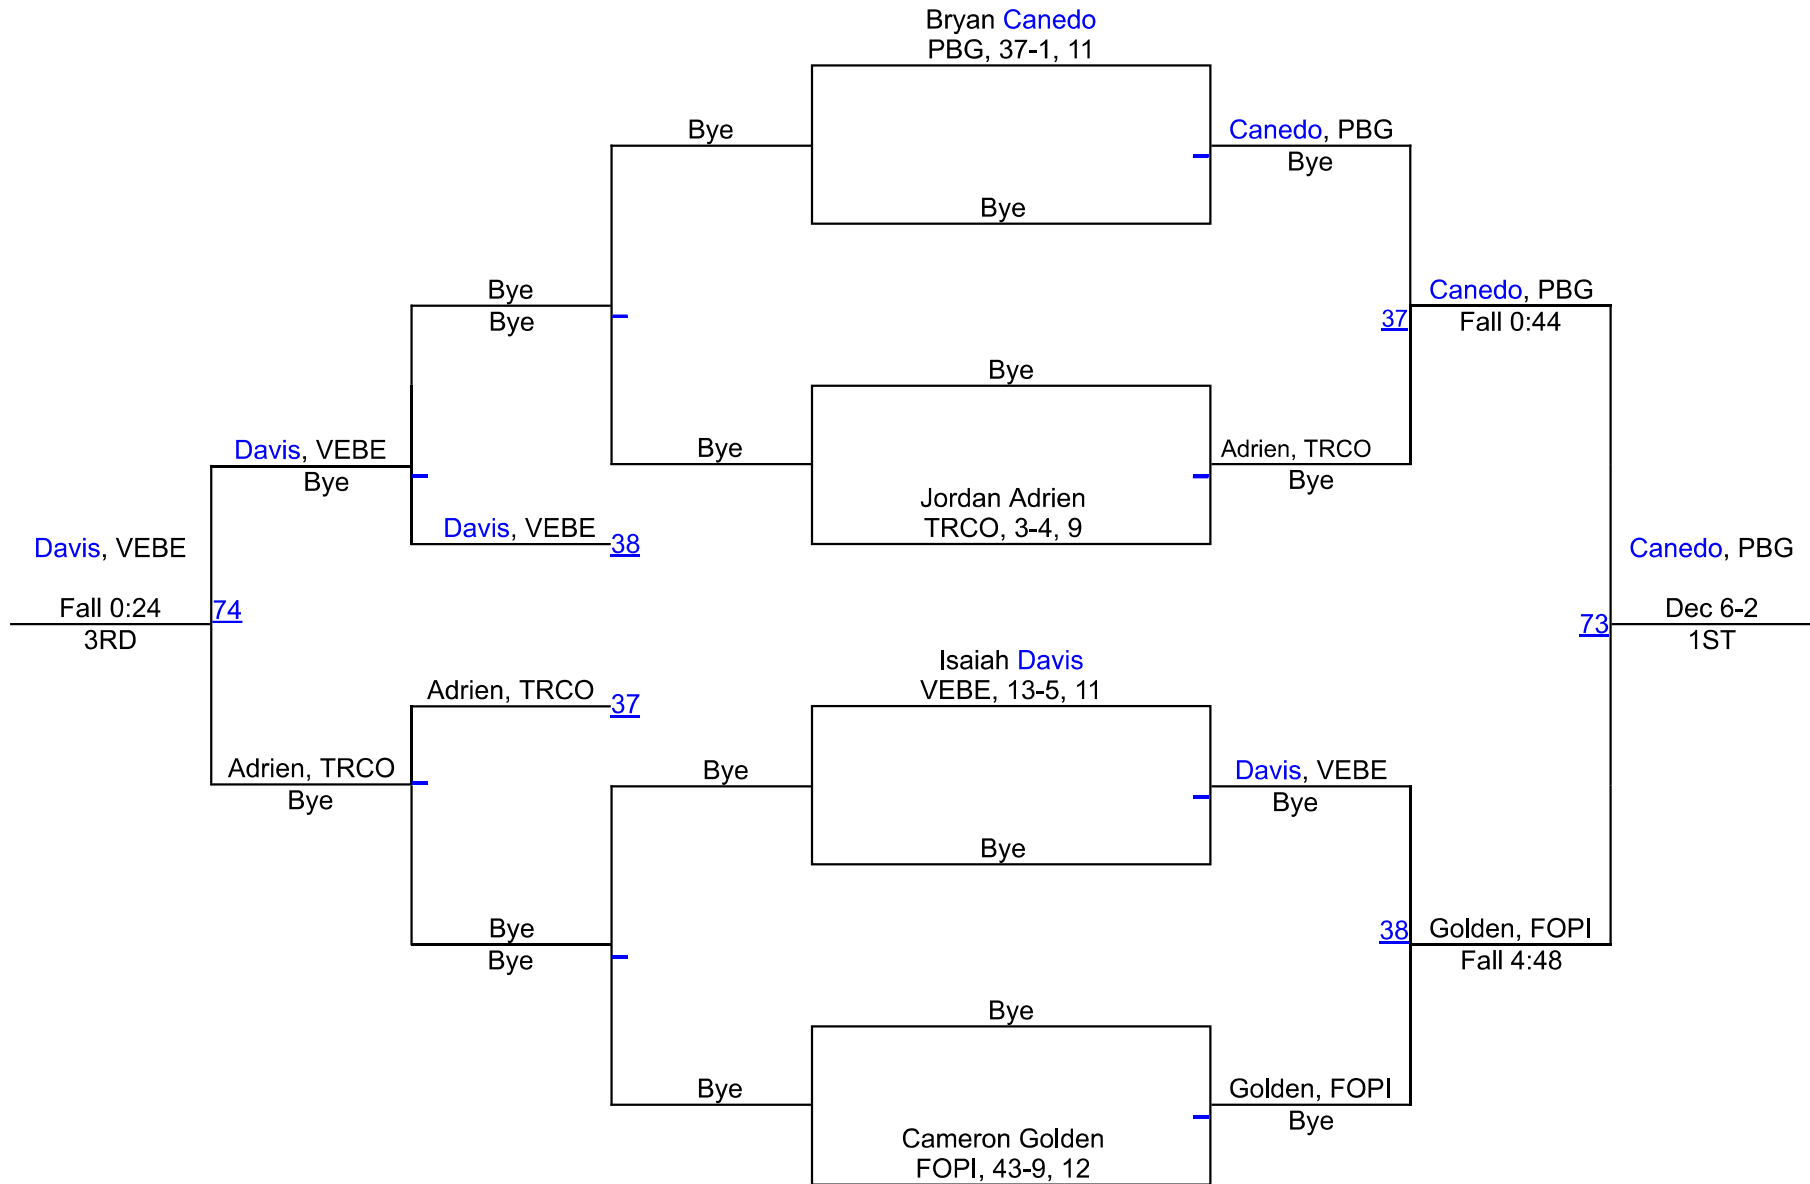 Bryan Canedo
PBG, 37-1, 11
Bye
Canedo, PBG
Bye
Bye
Bye
Bye
Canedo, PBG
37
Fall 0:44
Bye
Davis, VEBE
Bye
Bye
Adrien, TRCO
Bye
Jordan Adrien
TRCO, 3-4, 9
Davis, VEBE
38
Davis, VEBE
Canedo, PBG
Fall 0:24
74
3RD
73
Dec 6-2
1ST
Isaiah Davis
VEBE, 13-5, 11
Adrien, TRCO
37
Adrien, TRCO
Bye
Bye
Davis, VEBE
Bye
Bye
Bye
Bye
38
Golden, FOPI
Fall 4:48
Bye
Bye
Golden, FOPI
Bye
Cameron Golden
FOPI, 43-9, 12